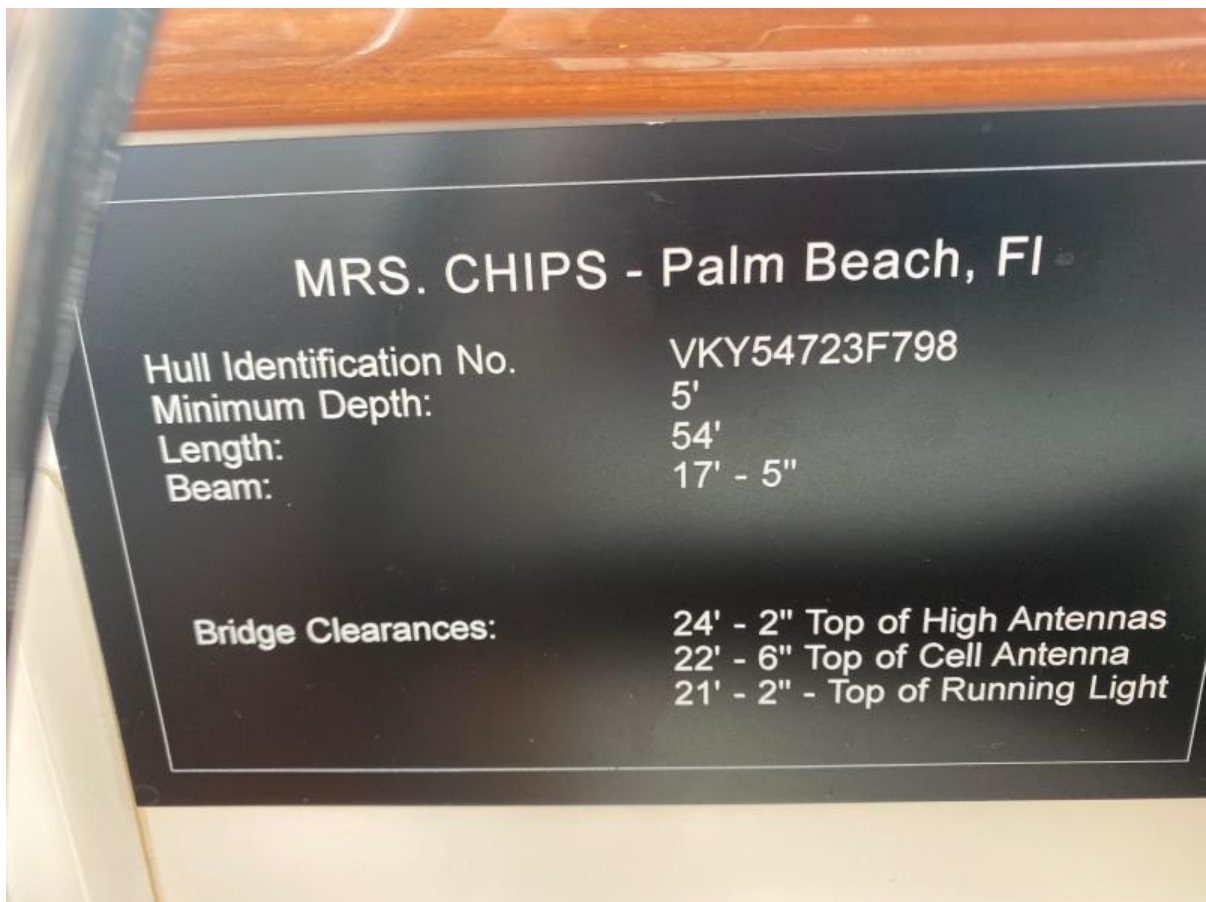 MRS. CHIPS - Palm Beach, Fl
Hull Identification No. VKY54723F798
Minimum Depth: 5'
Length: 54'
Beam: 17' - 5"
Bridge Clearances: 24' - 2" Top of High Antennas
22' - 6" Top of Cell Antenna
21' - 2" - Top of Running Light